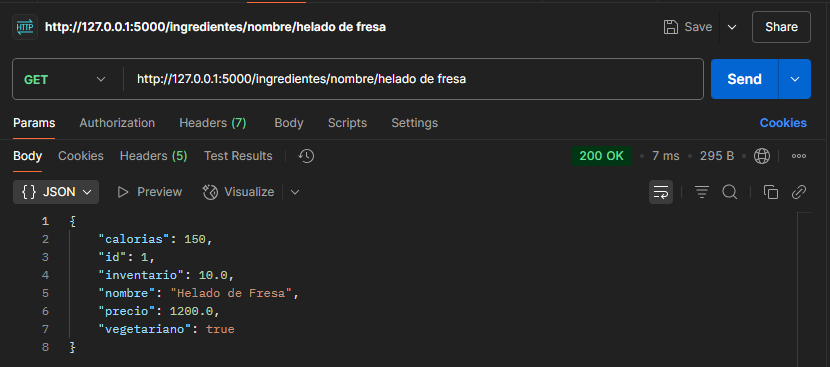 HTTP http://127.0.0.1:5000/ingredientes/nombre/helado de fresa Save Share
GET http://127.0.0.1:5000/ingredientes/nombre/helado de fresa Send
Params Authorization Headers (7) Body Scripts Settings Cookies
Body Cookies Headers (5) Test Results 200 OK • 7 ms • 295 B
{} JSON Preview Visualize
1 {
2 "calorias": 150,
3 "id": 1,
4 "inventario": 10.0,
5 "nombre": "Helado de Fresa",
6 "precio": 1200.0,
7 "vegetariano": true
8 }